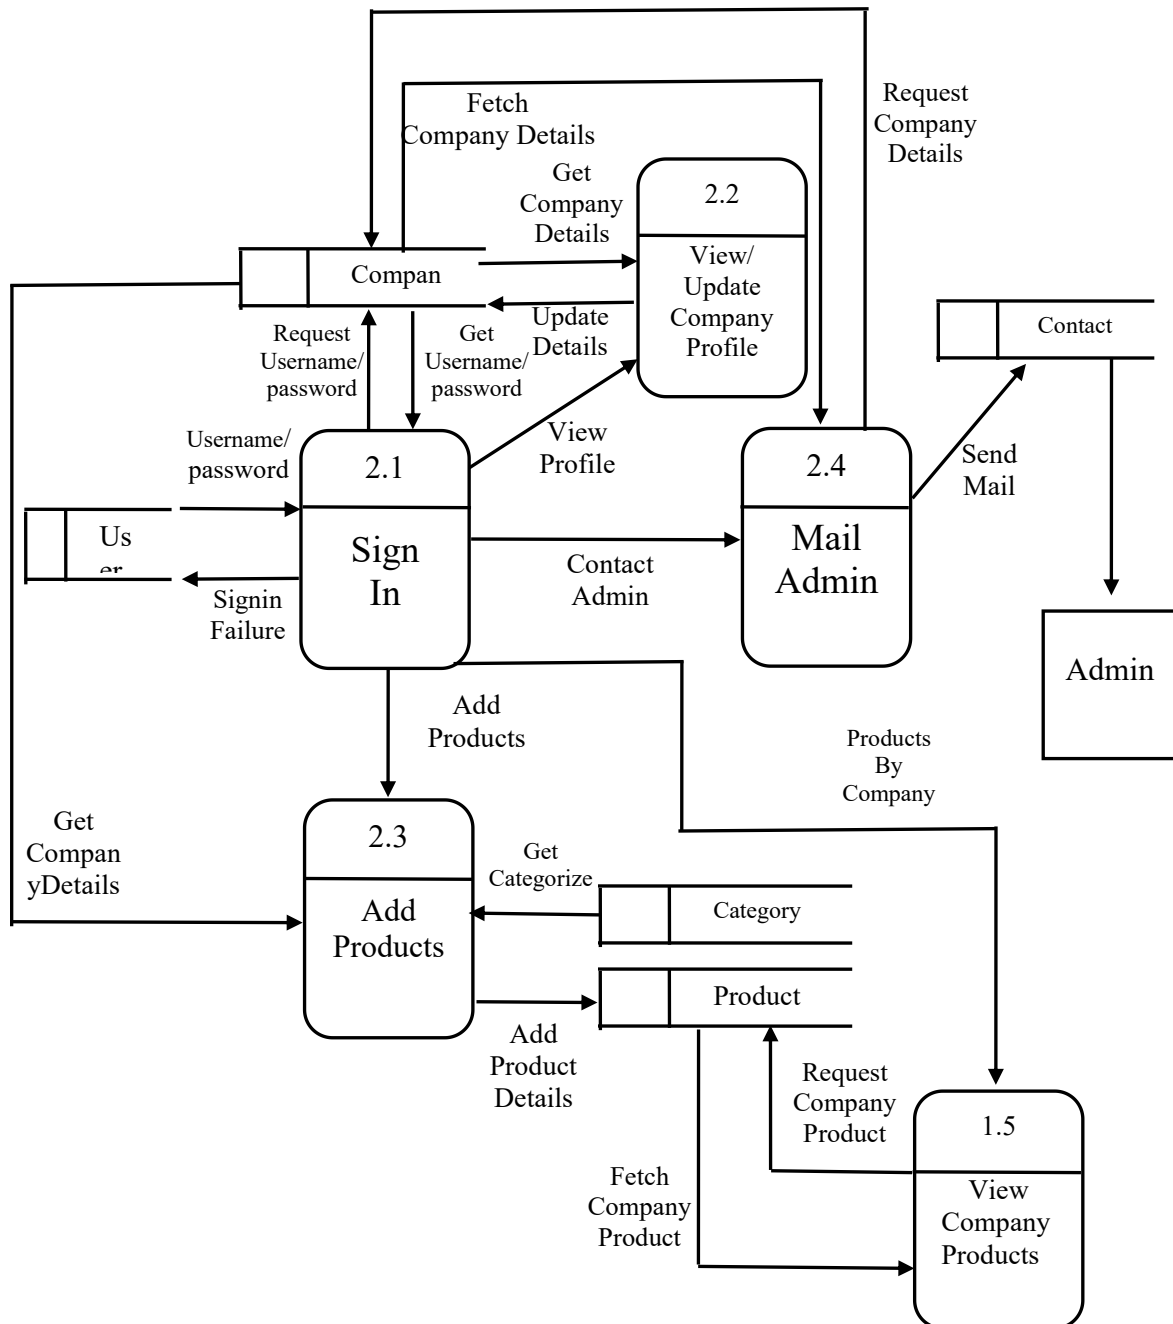 Fetch
Company Details
Request
Company
Details
Get
Company
Details
2.2
View/
Update
Company
Profile
Compan
Update
Details
Contact
Request
Username/
password
Get
Username/
password
View
Profile
Username/
password
2.1
Sign
In
2.4
Mail
Admin
Send
Mail
Us
er
Signin
Failure
Contact
Admin
Admin
Add
Products
Products
By
Company
Get
Compan
yDetails
2.3
Add
Products
Get
Categorize
Category
Product
Add
Product
Details
Request
Company
Product
1.5
View
Company
Products
Fetch
Company
Product